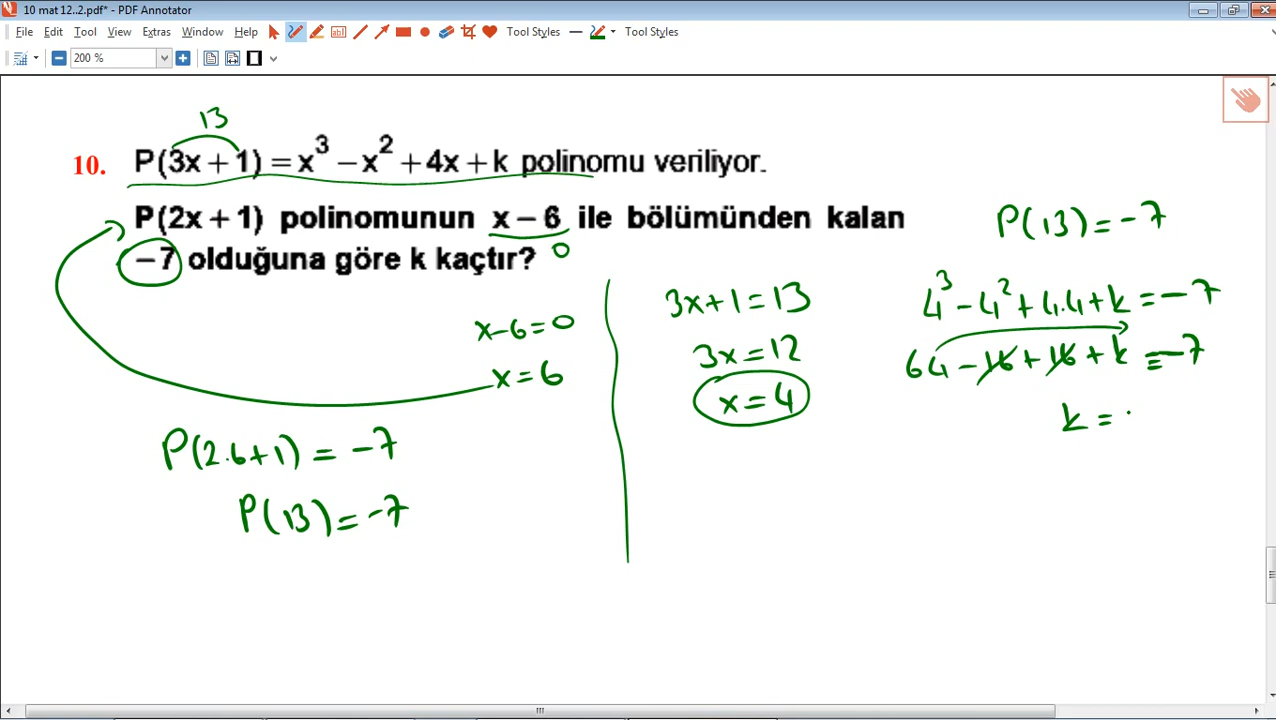 10 mat 12..2.pdf* - PDF Annotator
File Edit Tool View Extras Window Help Tool Styles Tool Styles
200 %
13
10. P(3x + 1) = x³ − x² + 4x + k polinomu veriliyor.
P(2x + 1) polinomunun x − 6 ile bölümünden kalan
−7 olduğuna göre k kaçtır?
0
x-6=0
x=6
P(2.6+1) = -7
P(13)=-7
3x+1=13
3x=12
x=4
P(13)=-7
4³-4²+4.4+k=-7
64-16+16+k=-7
k=